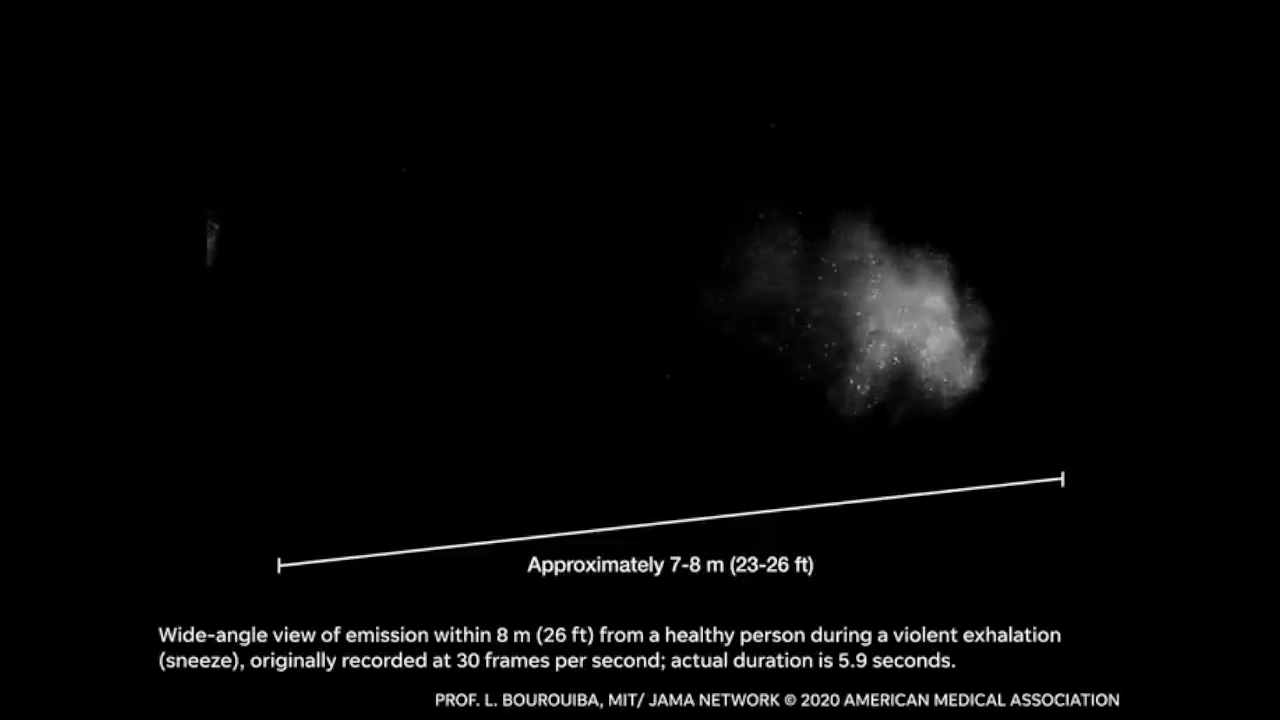 Approximately 7-8 m (23-26 ft)
Wide-angle view of emission within 8 m (26 ft) from a healthy person during a violent exhalation
(sneeze), originally recorded at 30 frames per second; actual duration is 5.9 seconds.
PROF. L. BOUROUIBA, MIT/ JAMA NETWORK © 2020 AMERICAN MEDICAL ASSOCIATION